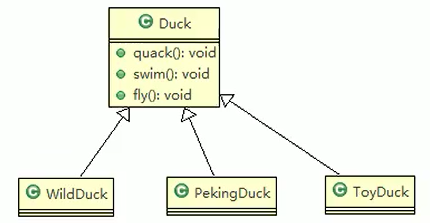 C Duck
quack(): void
swim(): void
fly(): void
C WildDuck
C PekingDuck
C ToyDuck